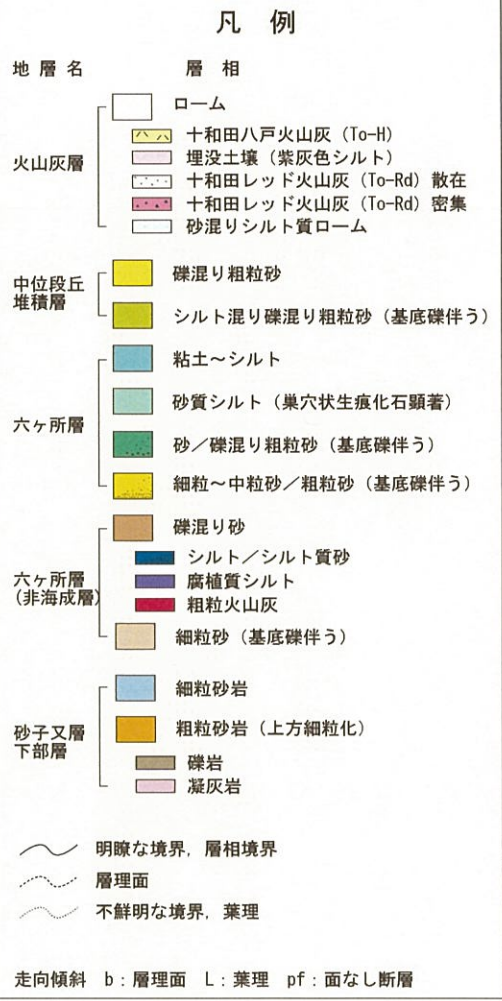 凡例
地層名 層相
火山灰層
ローム
十和田八戸火山灰（To-H）
埋没土壌（紫灰色シルト）
十和田レッド火山灰（To-Rd）散在
十和田レッド火山灰（To-Rd）密集
砂混りシルト質ローム
中位段丘
堆積層
礫混り粗粒砂
シルト混り礫混り粗粒砂（基底礫伴う）
六ヶ所層
粘土～シルト
砂質シルト（巣穴状生痕化石顕著）
砂／礫混り粗粒砂（基底礫伴う）
細粒～中粒砂／粗粒砂（基底礫伴う）
六ヶ所層
(非海成層)
礫混り砂
シルト／シルト質砂
腐植質シルト
粗粒火山灰
細粒砂（基底礫伴う）
砂子又層
下部層
細粒砂岩
粗粒砂岩（上方細粒化）
礫岩
凝灰岩
明瞭な境界，層相境界
層理面
不鮮明な境界，葉理
走向傾斜 b：層理面 L：葉理 pf：面なし断層